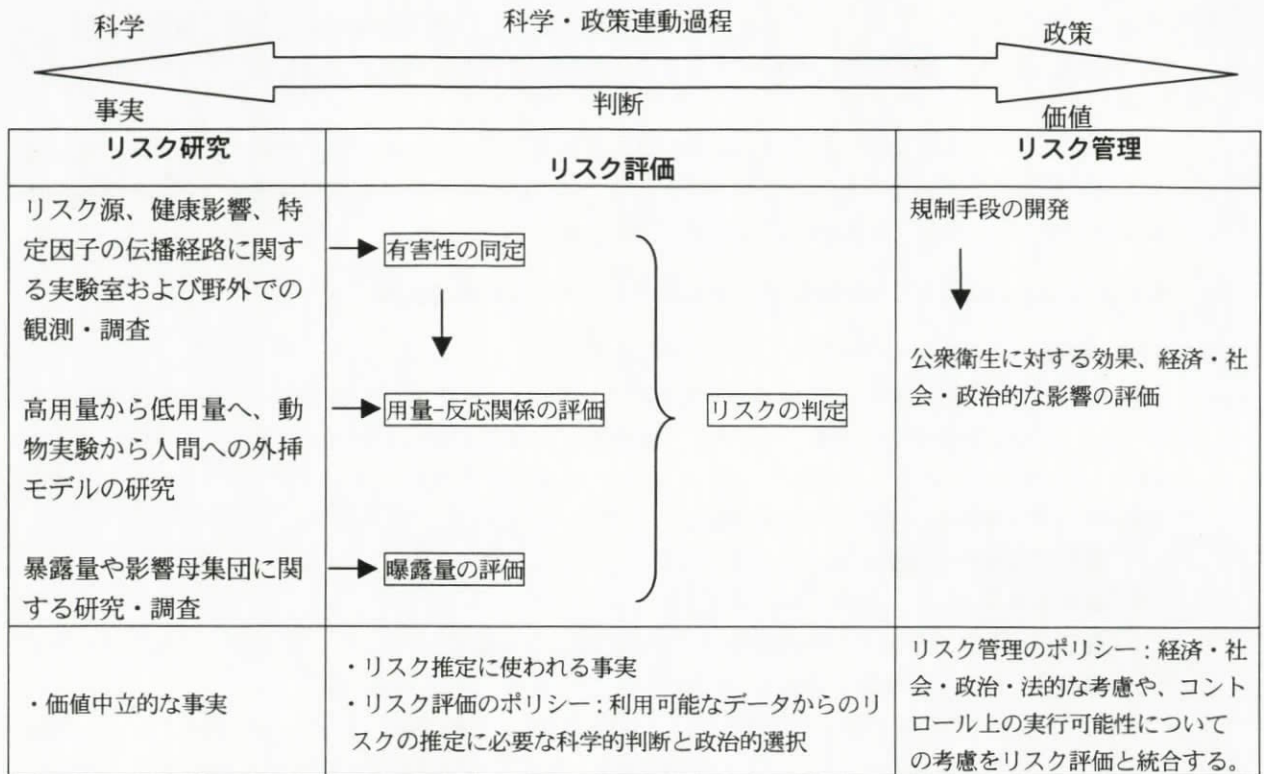 科学・政策連動過程
科学
政策
事実
判断
価値
リスク研究
リスク評価
リスク管理
リスク源、健康影響、特
定因子の伝播経路に関す
る実験室および野外での
観測・調査
高用量から低用量へ、動
物実験から人間への外挿
モデルの研究
暴露量や影響母集団に関
する研究・調査
有害性の同定
用量−反応関係の評価
曝露量の評価
リスクの判定
規制手段の開発
公衆衛生に対する効果、経済・社
会・政治的な影響の評価
・価値中立的な事実
・リスク推定に使われる事実
・リスク評価のポリシー：利用可能なデータからのリ
スクの推定に必要な科学的判断と政治的選択
リスク管理のポリシー：経済・社
会・政治・法的な考慮や、コント
ロール上の実行可能性について
の考慮をリスク評価と統合する。